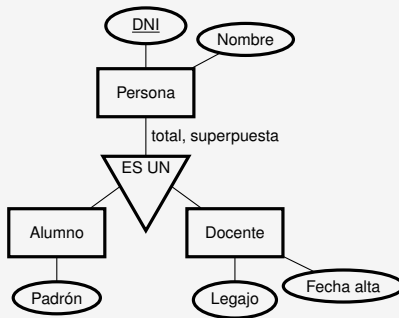 DNI
Nombre
Persona
total, superpuesta
ES UN
Alumno
Docente
Padrón
Legajo
Fecha alta